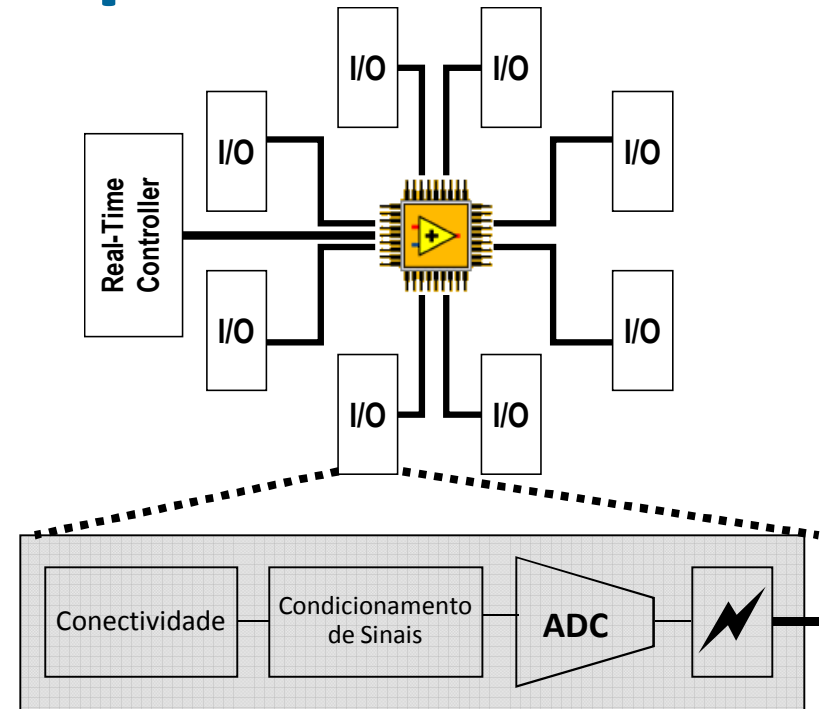 I/O
I/O
I/O
I/O
Real-Time
Controller
I/O
I/O
I/O
I/O
Conectividade
Condicionamento
de Sinais
ADC